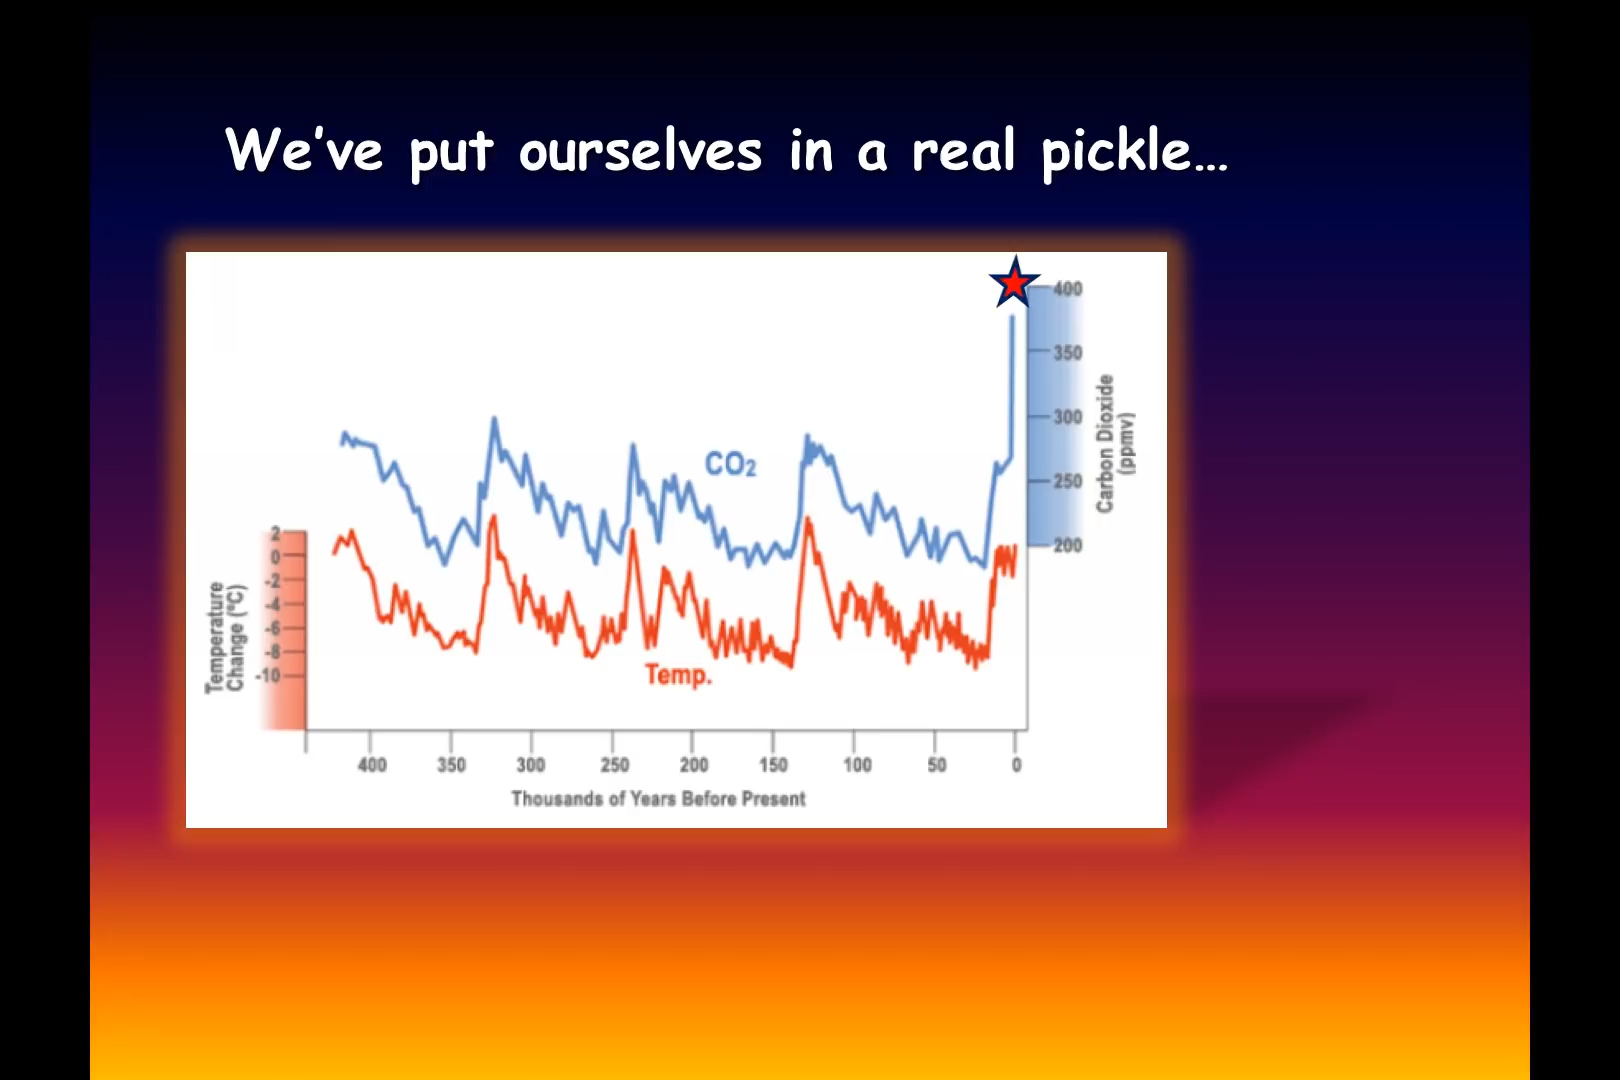 We've put ourselves in a real pickle…
400
350
300
250
200
Carbon Dioxide
(ppmv)
CO₂
2
0
-2
-4
-6
-8
-10
Temperature
Change (°C)
Temp.
400 350 300 250 200 150 100 50 0
Thousands of Years Before Present